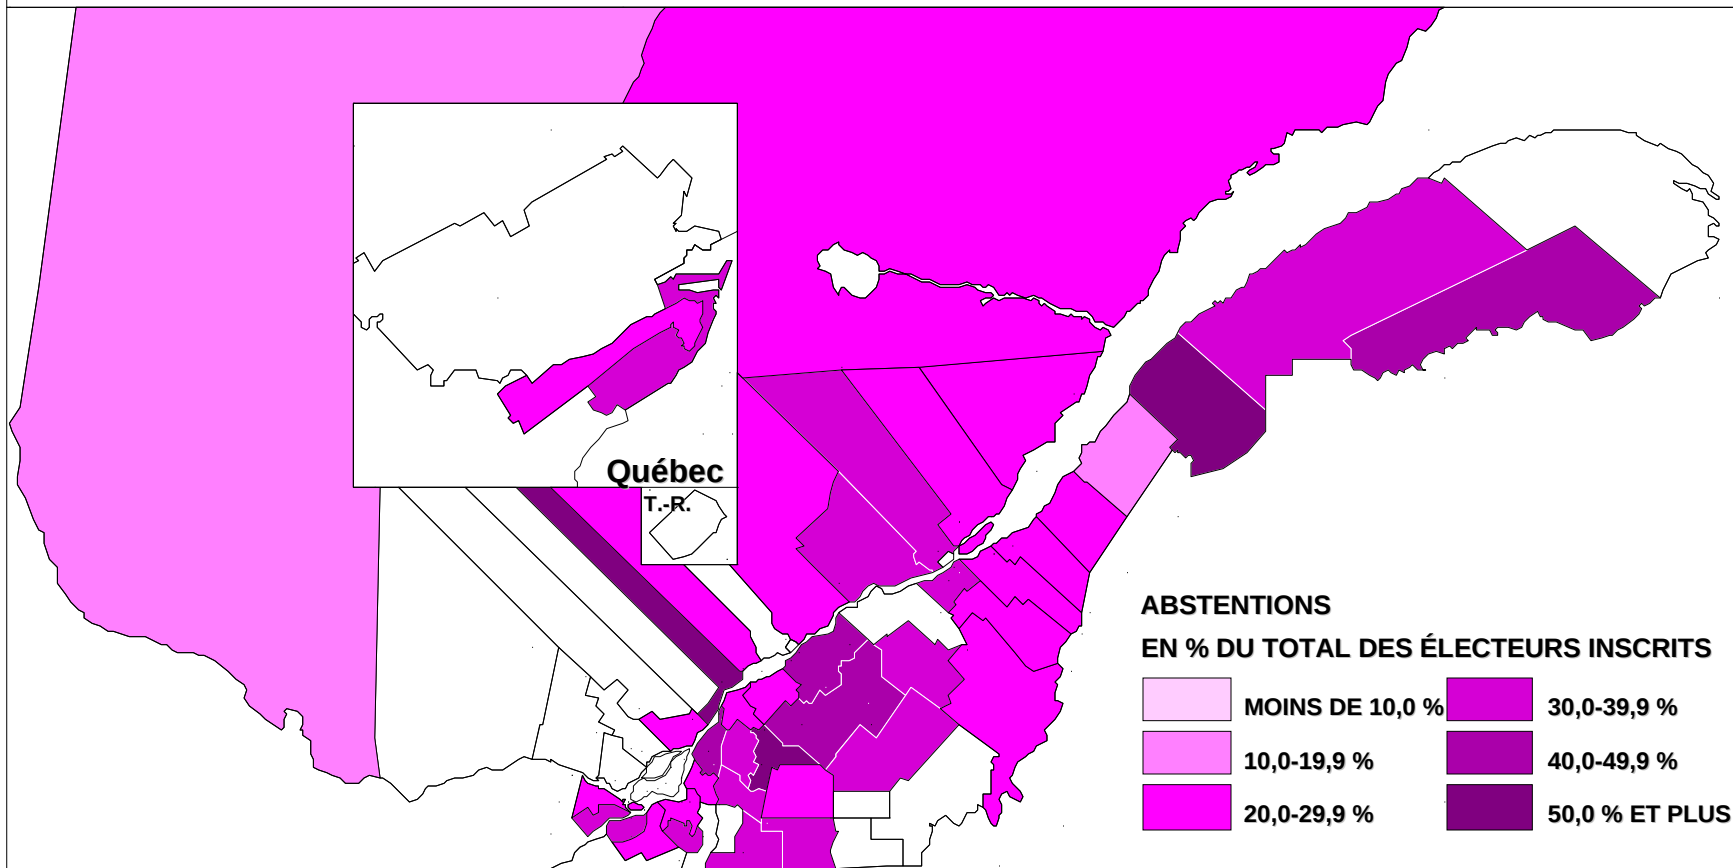 Québec
T.-R.
ABSTENTIONS
EN % DU TOTAL DES ÉLECTEURS INSCRITS
MOINS DE 10,0 %
30,0-39,9 %
10,0-19,9 %
40,0-49,9 %
20,0-29,9 %
50,0 % ET PLUS